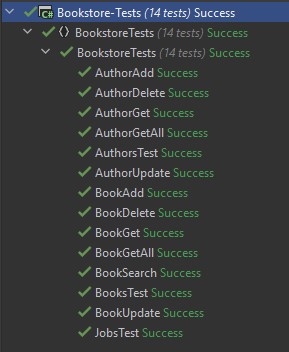 C# Bookstore-Tests (14 tests) Success
{} BookstoreTests (14 tests) Success
BookstoreTests (14 tests) Success
AuthorAdd Success
AuthorDelete Success
AuthorGet Success
AuthorGetAll Success
AuthorsTest Success
AuthorUpdate Success
BookAdd Success
BookDelete Success
BookGet Success
BookGetAll Success
BookSearch Success
BooksTest Success
BookUpdate Success
JobsTest Success